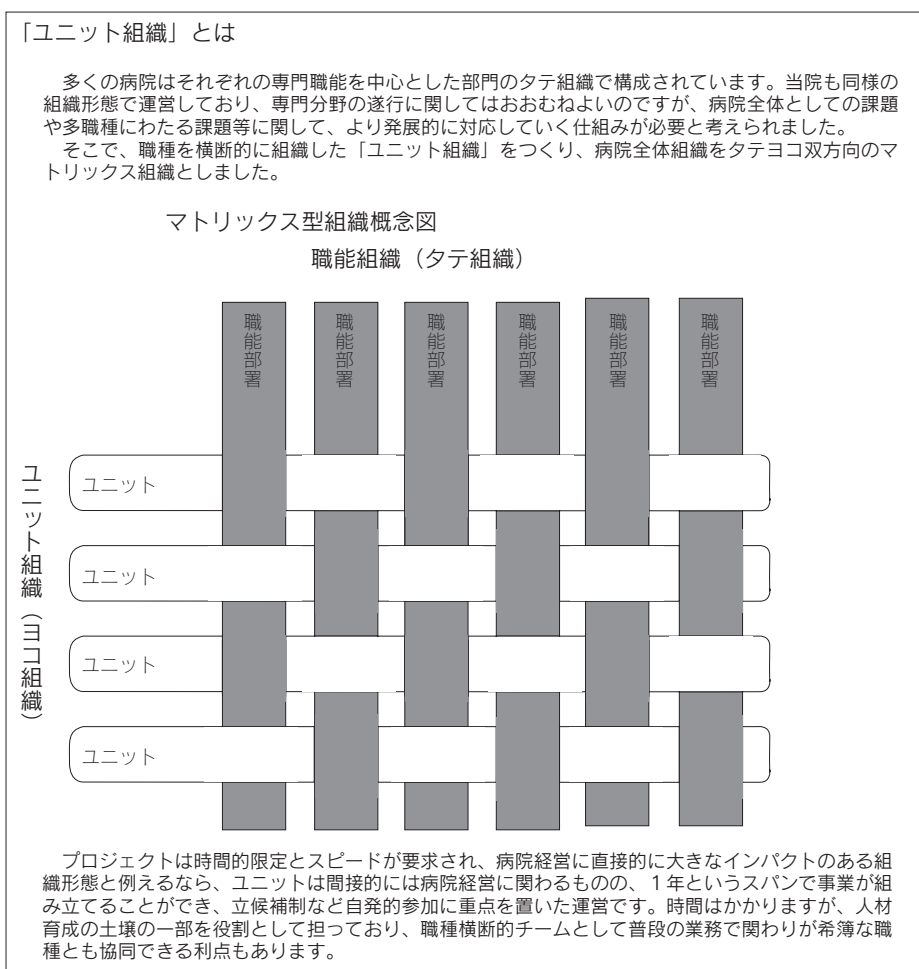 「ユニット組織」とは
多くの病院はそれぞれの専門職能を中心とした部門のタテ組織で構成されています。当院も同様の
組織形態で運営しており、専門分野の遂行に関してはおおむねよいのですが、病院全体としての課題
や多職種にわたる課題等に関して、より発展的に対応していく仕組みが必要と考えられました。
そこで、職種を横断的に組織した「ユニット組織」をつくり、病院全体組織をタテヨコ双方向のマ
トリックス組織としました。
マトリックス型組織概念図
職能組織（タテ組織）
職能部署
職能部署
職能部署
職能部署
職能部署
職能部署
ユニット組織（ヨコ組織）
ユニット
ユニット
ユニット
ユニット
プロジェクトは時間的限定とスピードが要求され、病院経営に直接的に大きなインパクトのある組
織形態と例えるなら、ユニットは間接的には病院経営に関わるものの、１年というスパンで事業が組
み立てることができ、立候補制など自発的参加に重点を置いた運営です。時間はかかりますが、人材
育成の土壌の一部を役割として担っており、職種横断的チームとして普段の業務で関わりが希薄な職
種とも協同できる利点もあります。